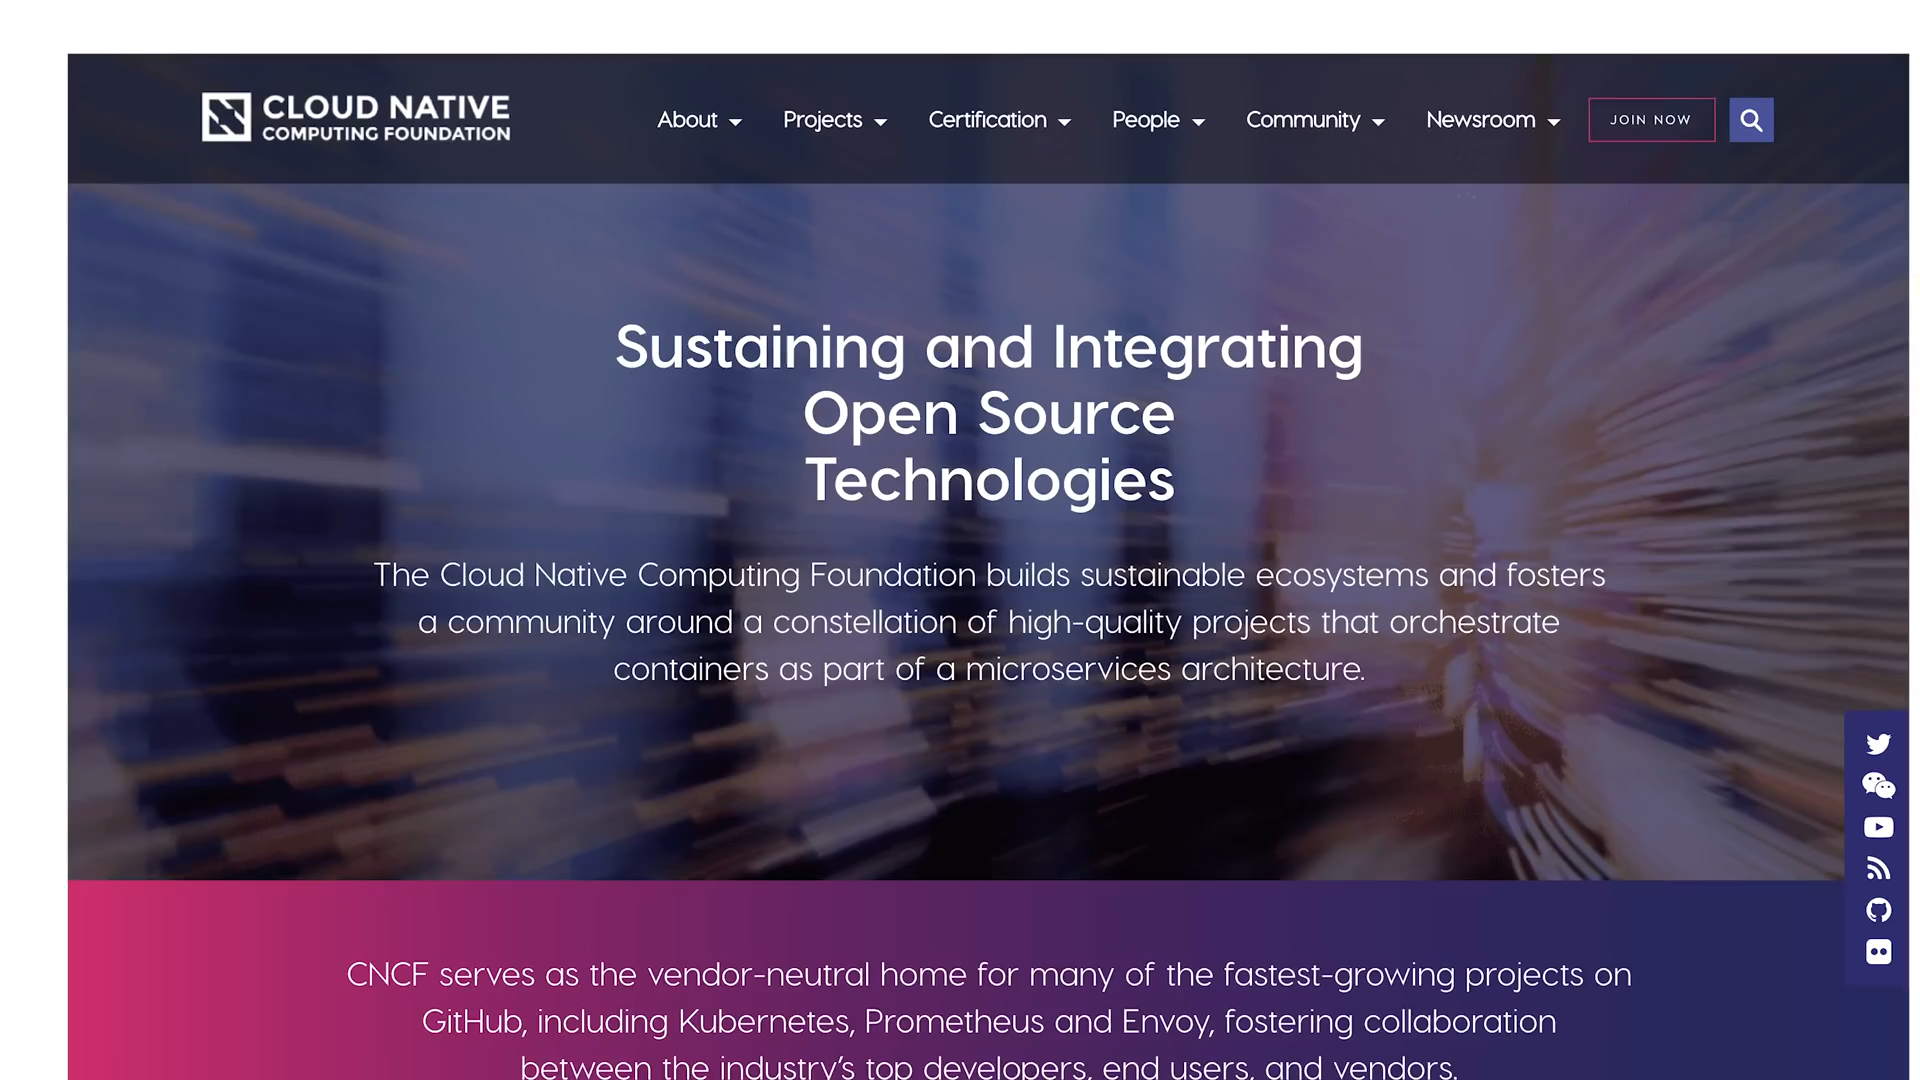 CLOUD NATIVE
COMPUTING FOUNDATION
About
Projects
Certification
People
Community
Newsroom
JOIN NOW
Sustaining and Integrating
Open Source
Technologies
The Cloud Native Computing Foundation builds sustainable ecosystems and fosters
a community around a constellation of high-quality projects that orchestrate
containers as part of a microservices architecture.
CNCF serves as the vendor-neutral home for many of the fastest-growing projects on
GitHub, including Kubernetes, Prometheus and Envoy, fostering collaboration
between the industry’s top developers, end users, and vendors.